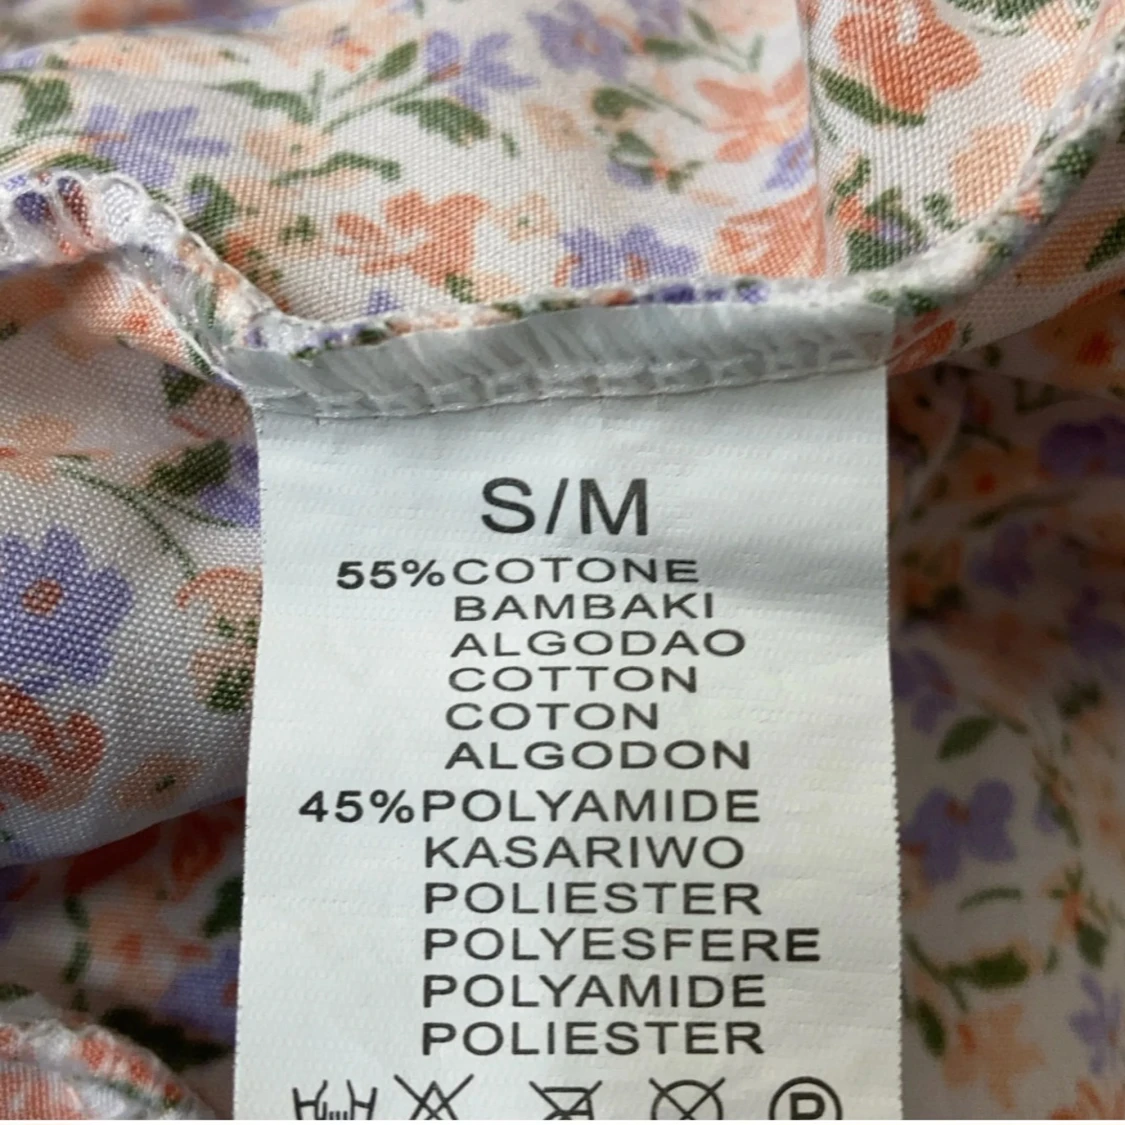 S/M
55%COTONE
BAMBAKI
ALGODAO
COTTON
COTON
ALGODON
45%POLYAMIDE
KASARIWO
POLIESTER
POLYESFERE
POLYAMIDE
POLIESTER
P